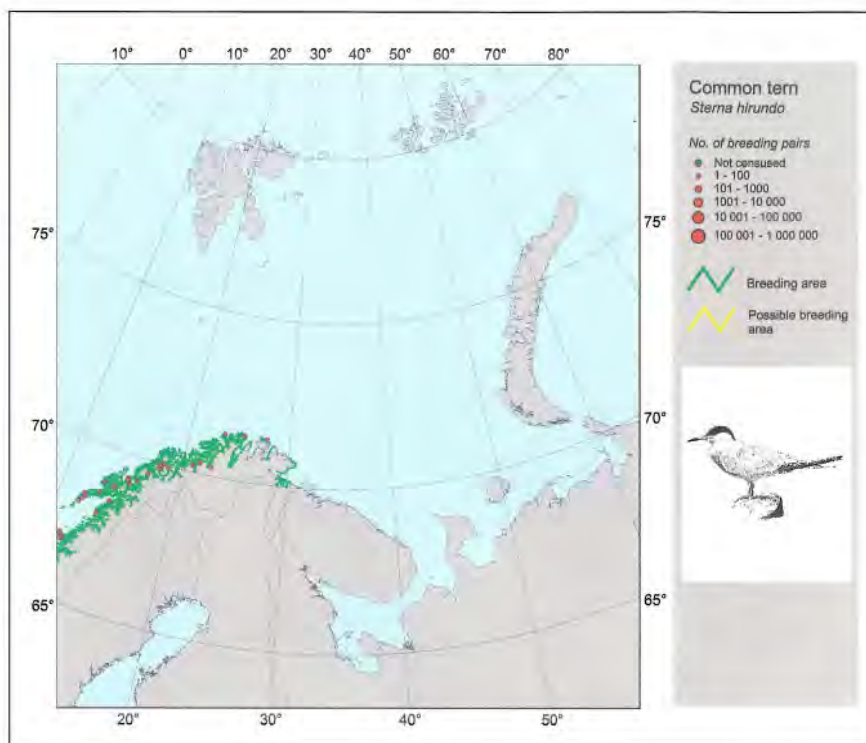 10° 0° 10° 20° 30° 40° 50° 60° 70° 80°
75° 75°
70° 70°
65° 65°
20° 30° 40° 50°
Common tern
Sterna hirundo
No. of breeding pairs
Not censused
1 - 100
101 - 1000
1001 - 10 000
10 001 - 100 000
100 001 - 1 000 000
Breeding area
Possible breeding
area